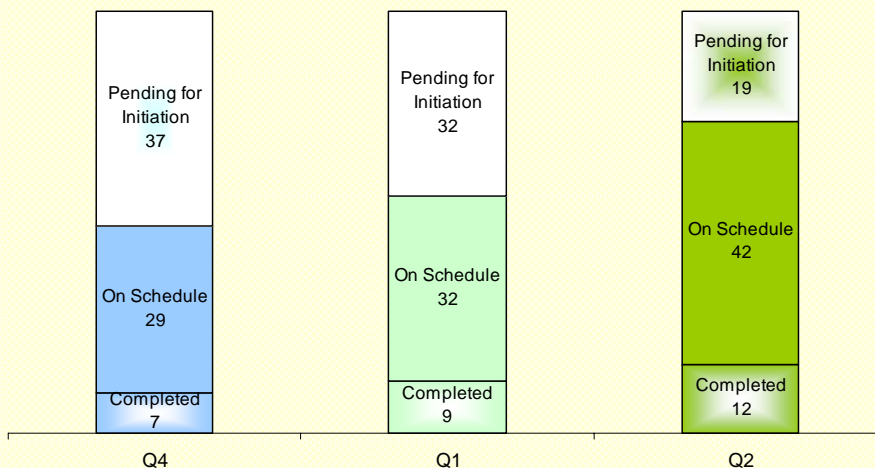 Pending for
Initiation
37
On Schedule
29
Completed
7
Pending for
Initiation
32
On Schedule
32
Completed
9
Pending for
Initiation
19
On Schedule
42
Completed
12
Q4
Q1
Q2